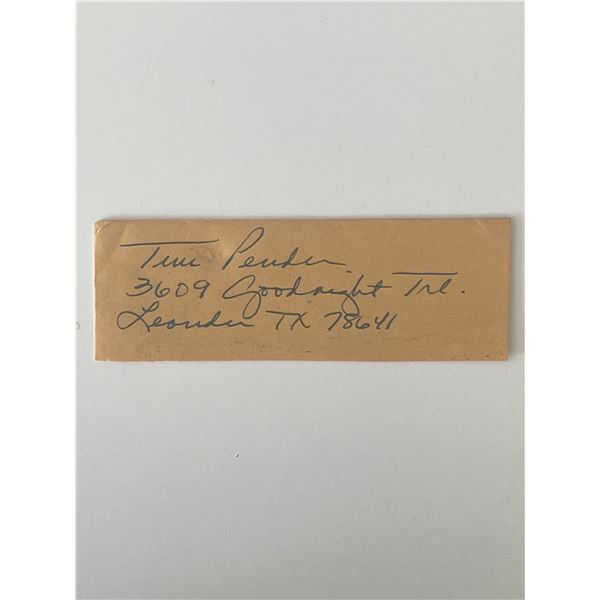 Tim Pender
3609 Goodnight Trl.
Leander TX 78641